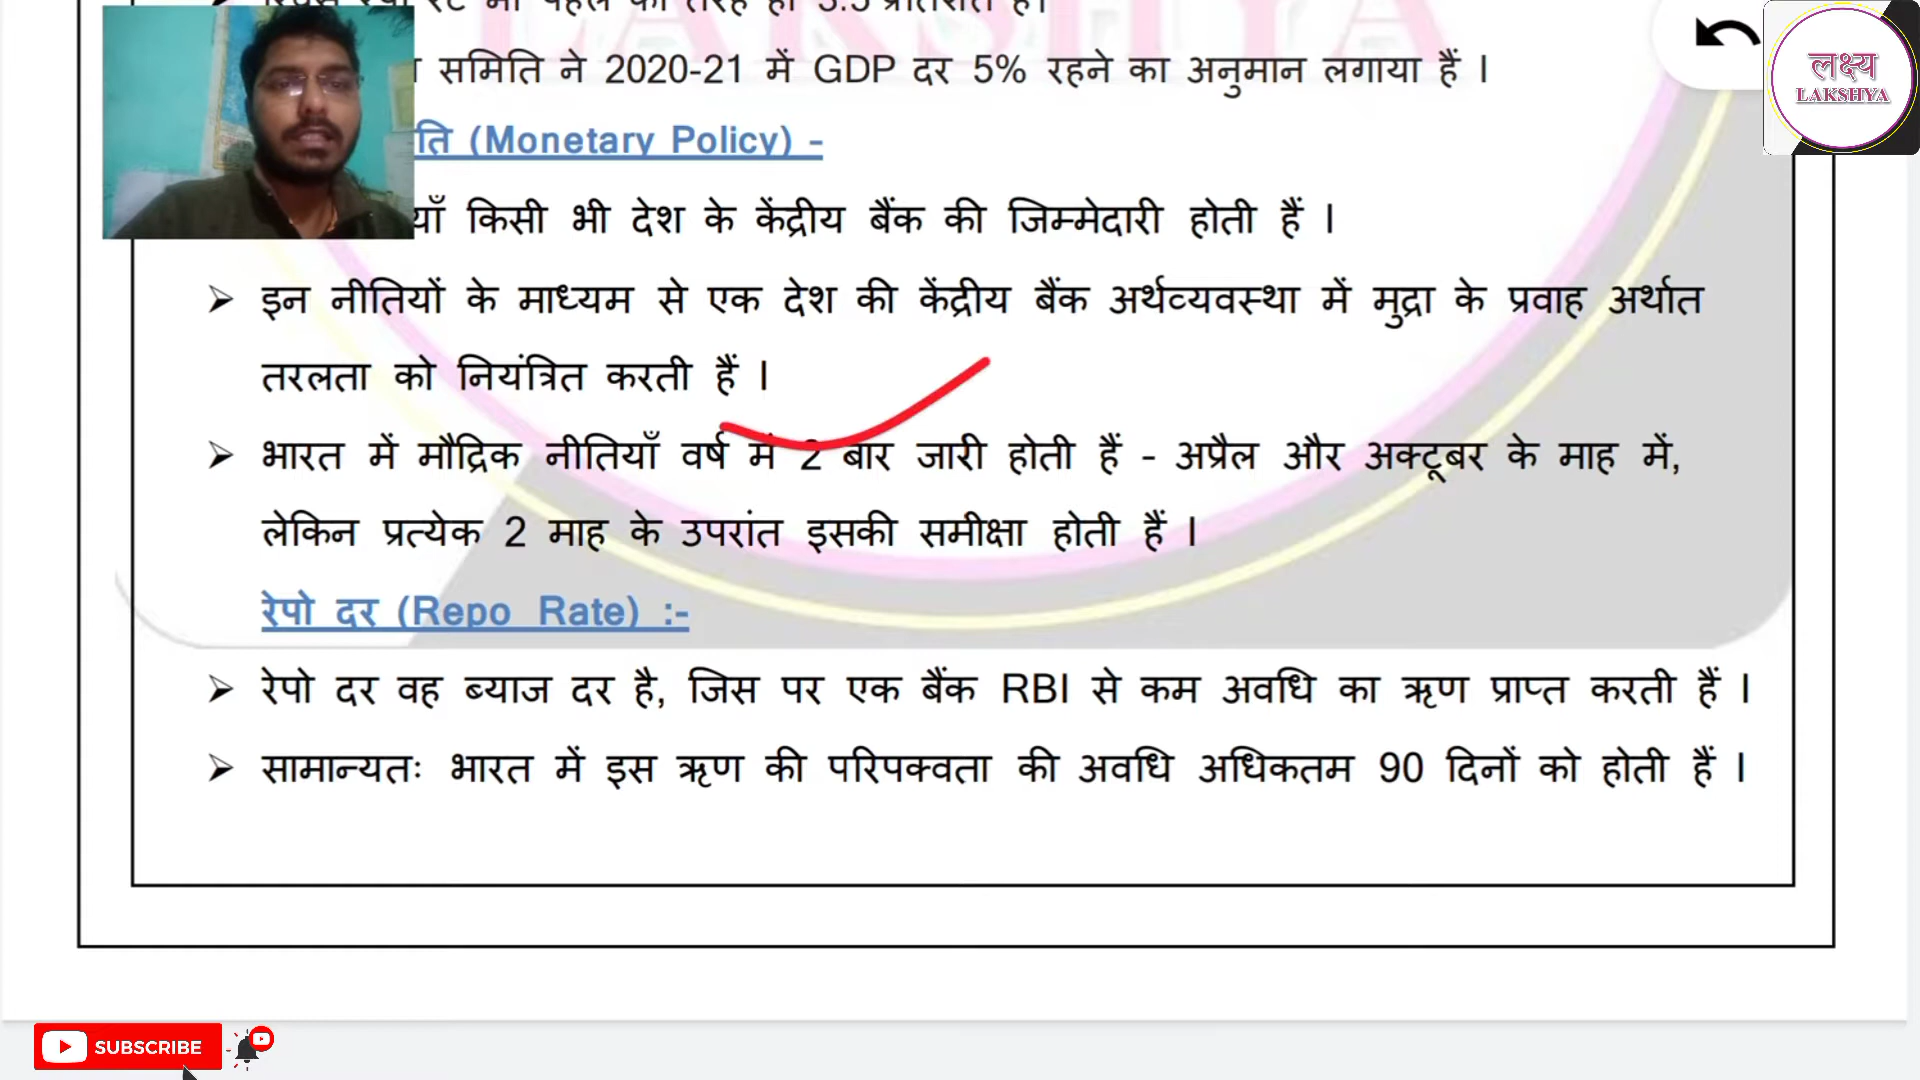 LAKSHYA
समिति ने 2020-21 में GDP दर 5% रहने का अनुमान लगाया हैं ।
लक्ष्य
LAKSHYA
ति (Monetary Policy) -
याँ किसी भी देश के केंद्रीय बैंक की जिम्मेदारी होती हैं ।
➢ इन नीतियों के माध्यम से एक देश की केंद्रीय बैंक अर्थव्यवस्था में मुद्रा के प्रवाह अर्थात
तरलता को नियंत्रित करती हैं ।
➢ भारत में मौद्रिक नीतियाँ वर्ष में 2 बार जारी होती हैं - अप्रैल और अक्टूबर के माह में,
लेकिन प्रत्येक 2 माह के उपरांत इसकी समीक्षा होती हैं ।
रेपो दर (Repo Rate) :-
➢ रेपो दर वह ब्याज दर है, जिस पर एक बैंक RBI से कम अवधि का ऋण प्राप्त करती हैं ।
➢ सामान्यतः भारत में इस ऋण की परिपक्वता की अवधि अधिकतम 90 दिनों को होती हैं ।
SUBSCRIBE